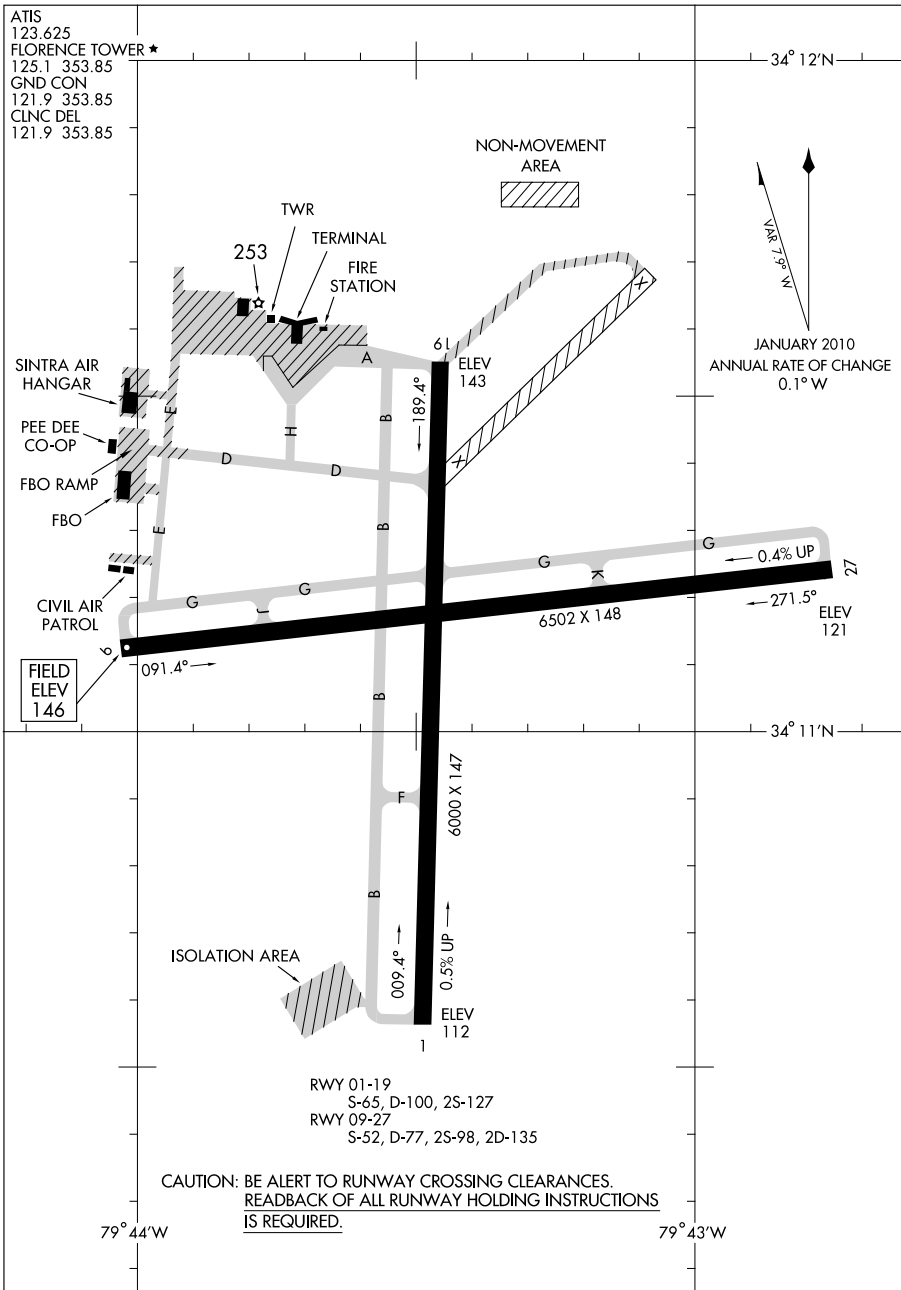 ATIS
123.625
FLORENCE TOWER ★
125.1 353.85
GND CON
121.9 353.85
CLNC DEL
121.9 353.85
34° 12'N
NON-MOVEMENT
AREA
VAR 7.9° W
JANUARY 2010
ANNUAL RATE OF CHANGE
0.1° W
TWR
253
TERMINAL
FIRE
STATION
SINTRA AIR
HANGAR
PEE DEE
CO-OP
FBO RAMP
FBO
CIVIL AIR
PATROL
A
19
ELEV
143
189.4°
X
X
B
H
E
D
D
B
E
G
G
G
G
J
K
0.4% UP
27
271.5°
ELEV
121
6502 X 148
9
091.4°
FIELD
ELEV
146
B
34° 11'N
F
6000 X 147
B
009.4°
0.5% UP
ISOLATION AREA
ELEV
112
1
RWY 01-19
S-65, D-100, 2S-127
RWY 09-27
S-52, D-77, 2S-98, 2D-135
CAUTION: BE ALERT TO RUNWAY CROSSING CLEARANCES.
READBACK OF ALL RUNWAY HOLDING INSTRUCTIONS
IS REQUIRED.
79° 44'W
79° 43'W